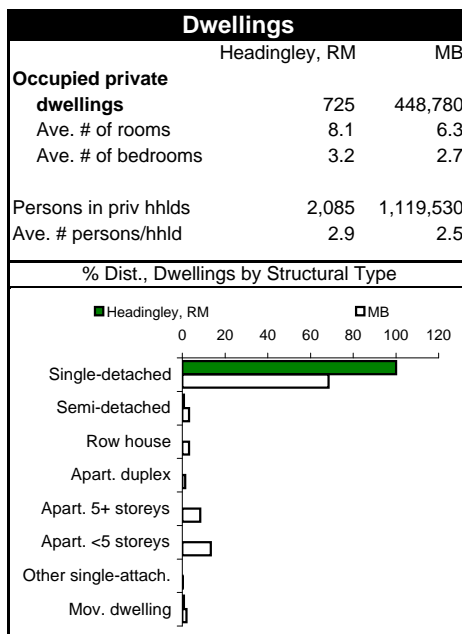 Dwellings
Headingley, RM MB
Occupied private
dwellings 725 448,780
Ave. # of rooms 8.1 6.3
Ave. # of bedrooms 3.2 2.7
Persons in priv hhlds 2,085 1,119,530
Ave. # persons/hhld 2.9 2.5
% Dist., Dwellings by Structural Type
Headingley, RM MB
0 20 40 60 80 100 120
Single-detached
Semi-detached
Row house
Apart. duplex
Apart. 5+ storeys
Apart. <5 storeys
Other single-attach.
Mov. dwelling